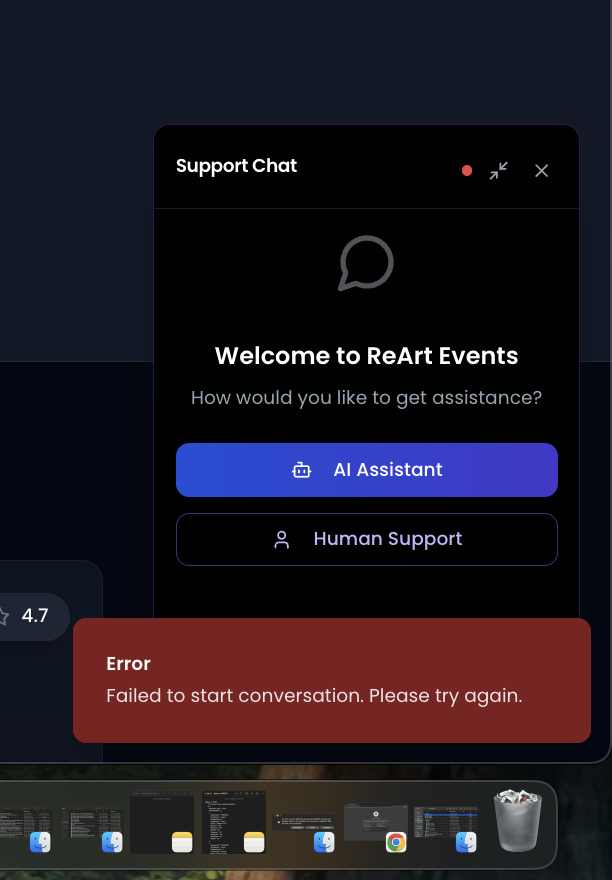 Support Chat
Welcome to ReArt Events
How would you like to get assistance?
AI Assistant
Human Support
4.7
Error
Failed to start conversation. Please try again.